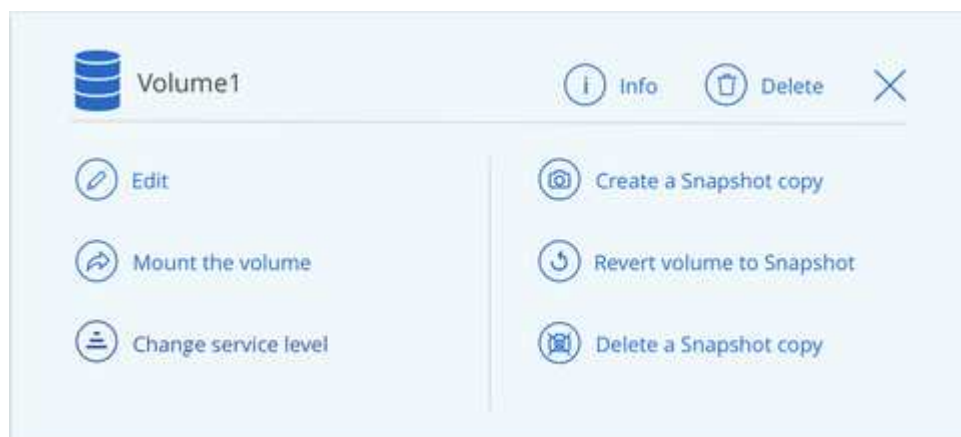 Volume1
Info
Delete
Edit
Create a Snapshot copy
Mount the volume
Revert volume to Snapshot
Change service level
Delete a Snapshot copy